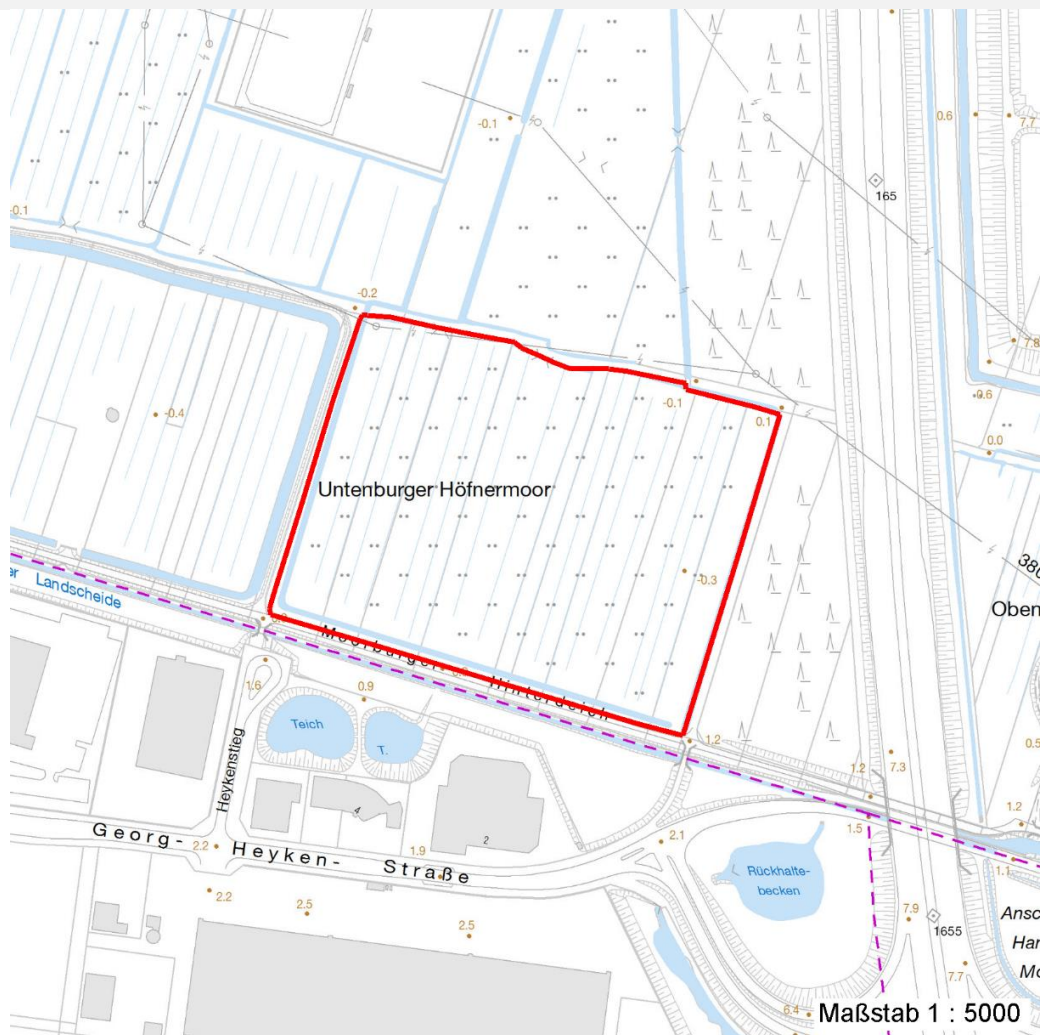 -0.1
7.7
0.6
165
-0.1
-0.2
7.8
-0.4
-0.1
0.1
0.6
0.0
Untenburger Höfnermoor
380
-0.3
er Landscheide
Oben
Moorburger Hinterdeich
1.6
0.9
Teich
T.
1.2
7.3
0.5
Heykenstieg
4
2
1.2
1.5
1.2
1.1
Georg- Heyken- Straße
2.2
1.9
2.1
Rückhalte-
becken
2.2
2.5
2.5
7.9
1655
Ansc
Har
Mo
7.7
6.4
Maßstab 1 : 5000